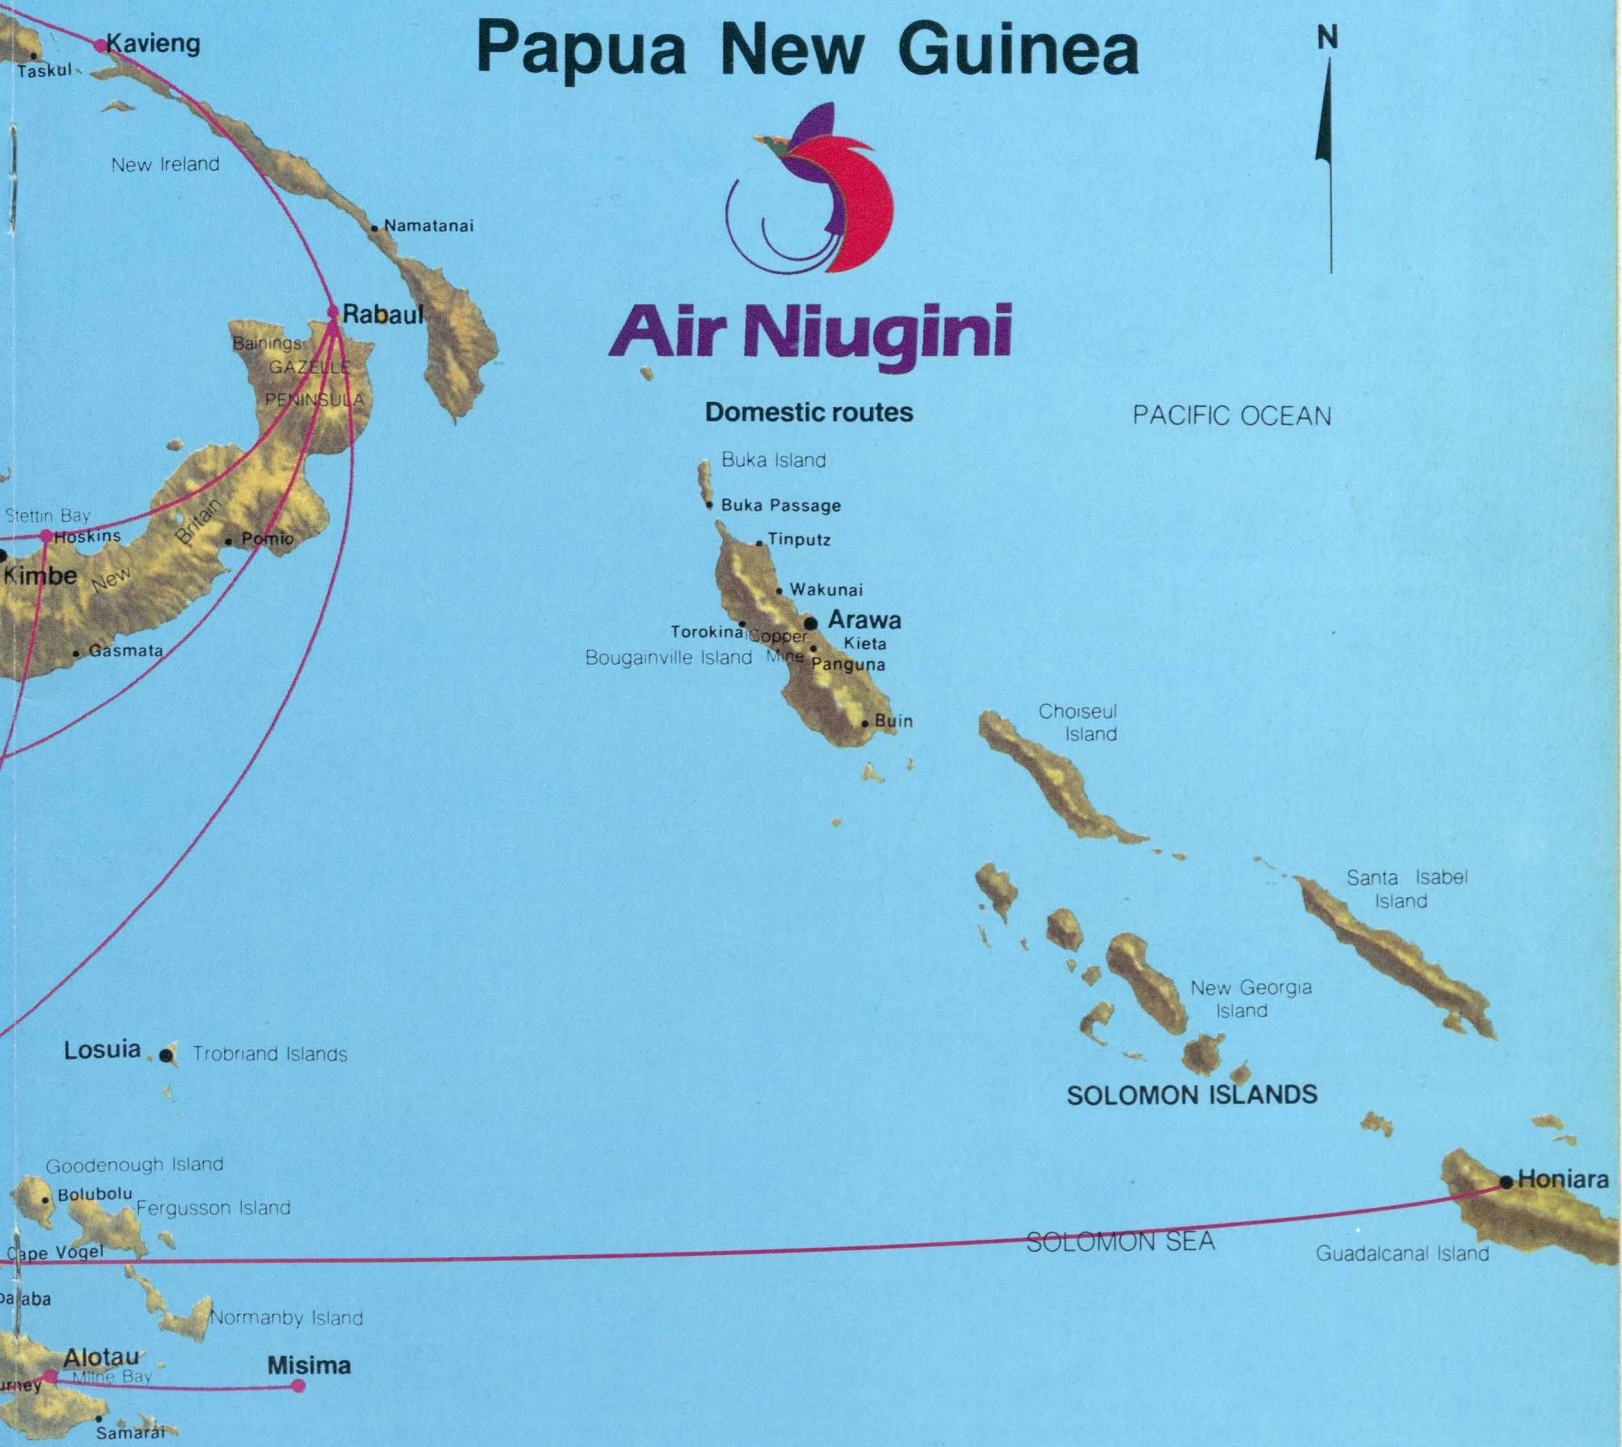 Papua New Guinea
N
Kavieng
Taskul
New Ireland
Namatanai
Air Niugini
Rabaul
Bainings
GAZELLE
PENINSULA
Domestic routes
PACIFIC OCEAN
Buka Island
Buka Passage
Stettin Bay
Hoskins
Britain
Pomio
Tinputz
Kimbe
New
Wakunai
Arawa
Torokina
Copper
Kieta
Gasmata
Bougainville Island
Mine
Panguna
Buin
Choiseul
Island
Santa Isabel
Island
New Georgia
Island
Losuia
Trobriand Islands
SOLOMON ISLANDS
Goodenough Island
Bolubolu
Fergusson Island
Honiara
SOLOMON SEA
Cape Vogel
Guadalcanal Island
Normanby Island
Alotau
Milne Bay
Misima
Samarai